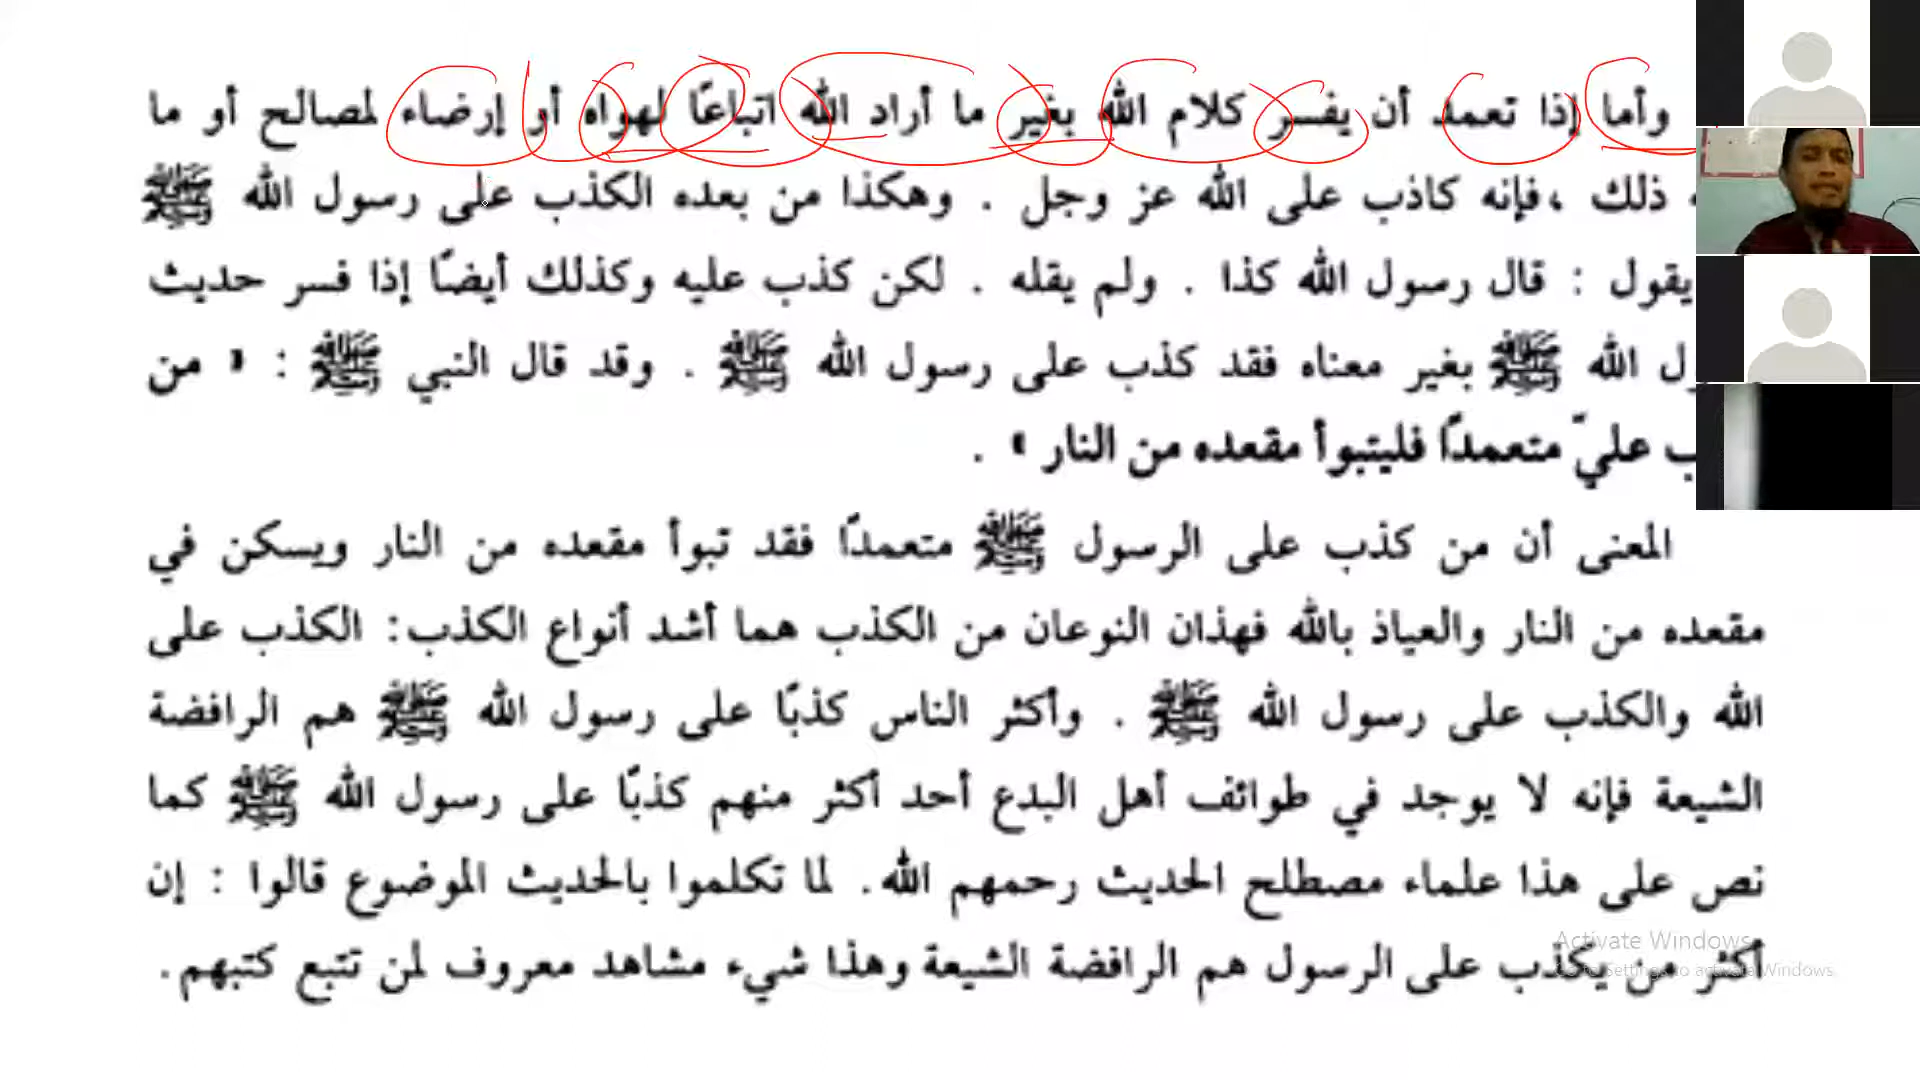 وأما إذا تعمد أن يفسر كلام الله بغير ما أراد الله اتباعًا لهواه أو إرضاء لمصالح أو ما
ذلك ، فإنه كاذب على الله عز وجل . وهكذا من بعده الكذب على رسول الله ﷺ
يقول : قال رسول الله كذا . ولم يقله . لكن كذب عليه وكذلك أيضًا إذا فسر حديث
الله ﷺ بغير معناه فقد كذب على رسول الله ﷺ . وقد قال النبي ﷺ : « من
عليّ متعمدًا فليتبوأ مقعده من النار » .
المعنى أن من كذب على الرسول ﷺ متعمدًا فقد تبوأ مقعده من النار ويسكن في
مقعده من النار والعياذ بالله فهذان النوعان من الكذب هما أشد أنواع الكذب: الكذب على
الله والكذب على رسول الله ﷺ . وأكثر الناس كذبًا على رسول الله ﷺ هم الرافضة
الشيعة فإنه لا يوجد في طوائف أهل البدع أحد أكثر منهم كذبًا على رسول الله ﷺ كما
نص على هذا علماء مصطلح الحديث رحمهم الله. لما تكلموا بالحديث الموضوع قالوا : إن
أكثر من يكذب على الرسول هم الرافضة الشيعة وهذا شيء مشاهد معروف لمن تتبع كتبهم.
Activate Windows
Go to Settings to activate Windows.